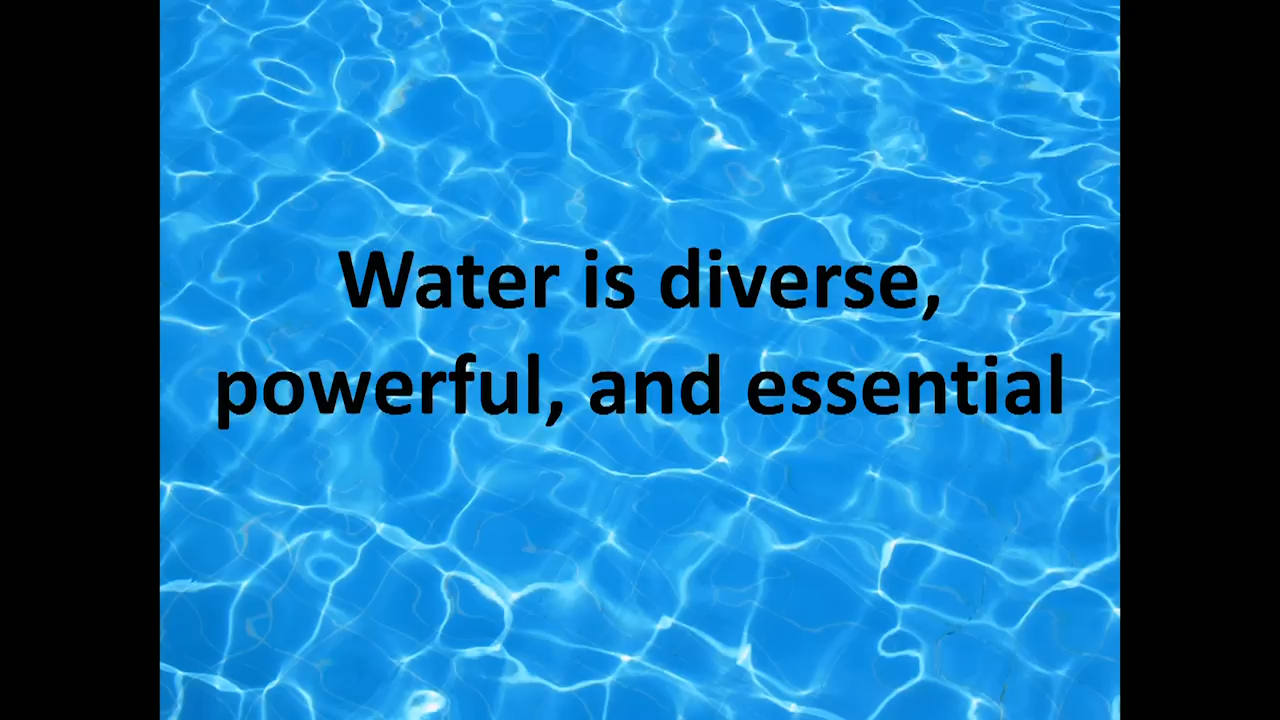 Water is diverse,
powerful, and essential